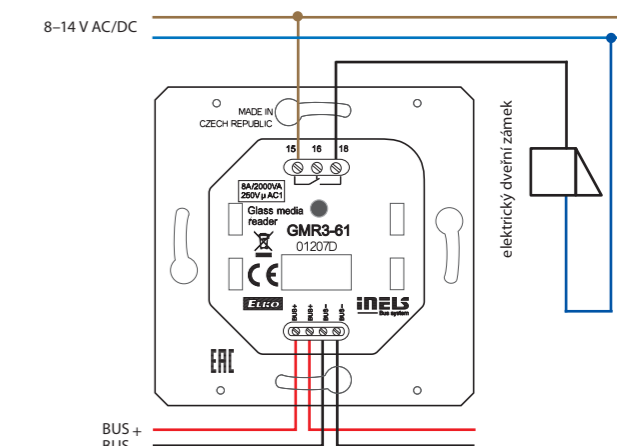 8–14 V AC/DC
MADE IN
CZECH REPUBLIC
15 16 18
8A/2000VA
250V µ AC1
Glass media
reader
GMR3-61
01207D
CE
ELKO
iNELS
Bus system
BUS+ BUS+ BUS− BUS−
EAC
elektrický dveřní zámek
BUS +
BUS